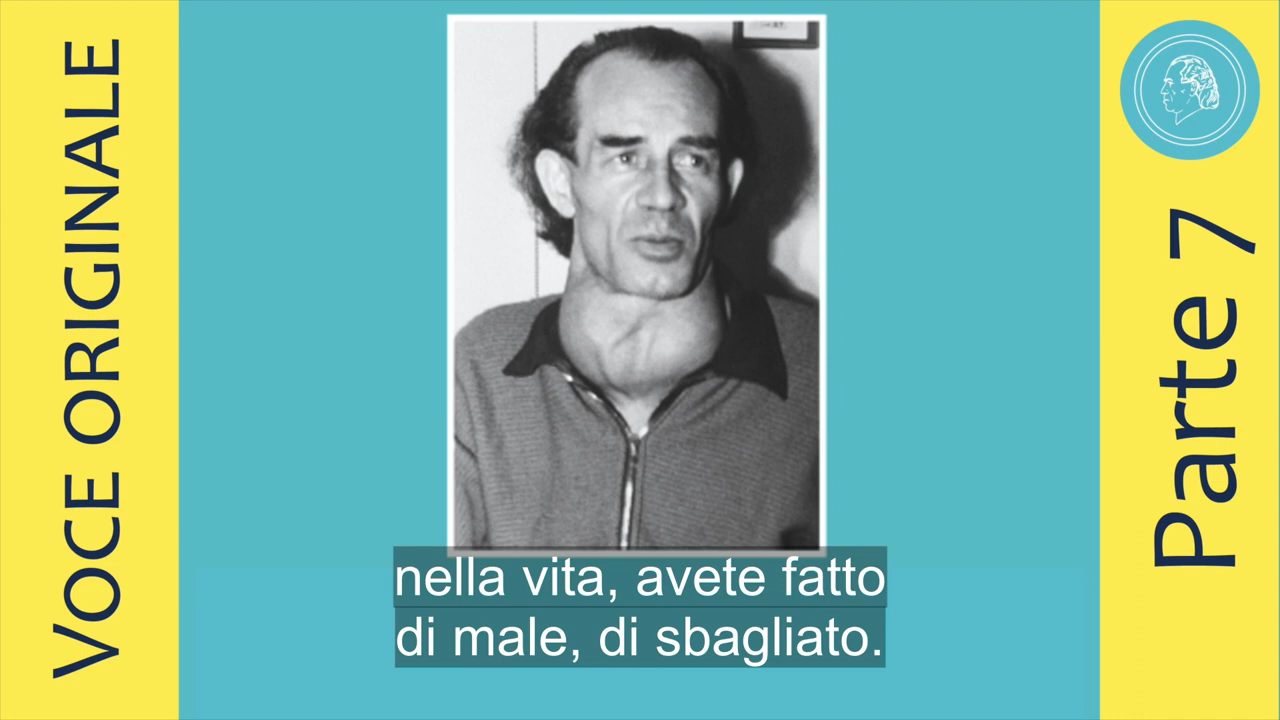 VOCE ORIGINALE
nella vita, avete fatto
di male, di sbagliato.
Parte 7